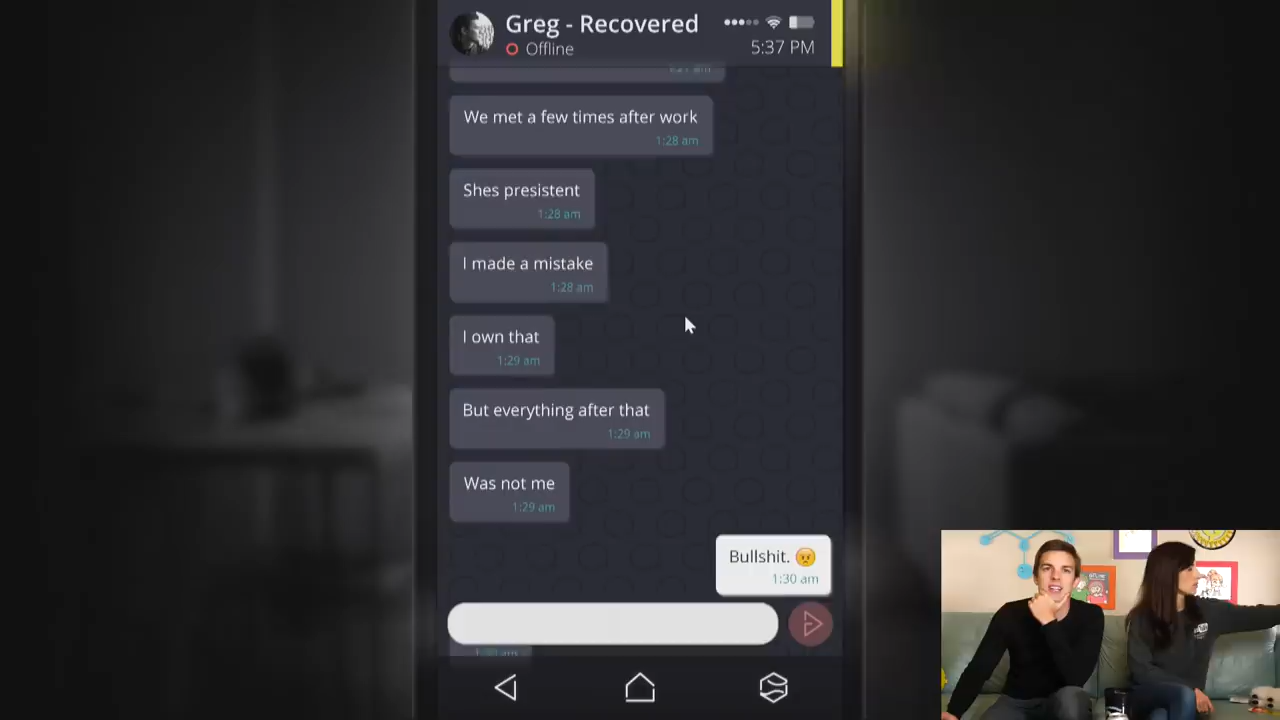 Greg - Recovered
Offline
5:37 PM
We met a few times after work
1:28 am
Shes presistent
1:28 am
I made a mistake
1:28 am
I own that
1:29 am
But everything after that
1:29 am
Was not me
1:29 am
Bullshit. 😠
1:30 am